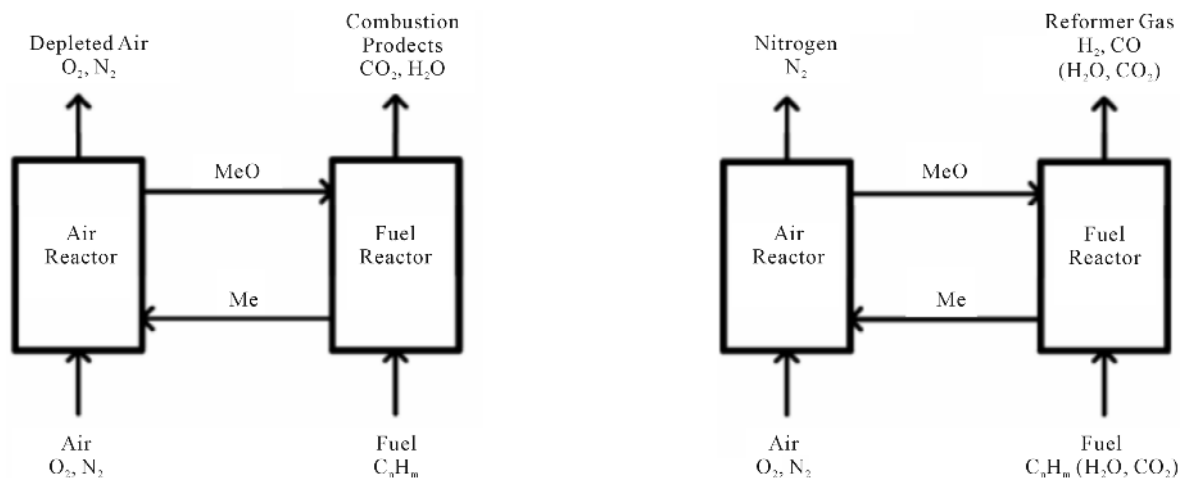 Depleted Air
O₂, N₂
Combustion
Prodects
CO₂, H₂O
MeO
Air
Reactor
Fuel
Reactor
Me
Air
O₂, N₂
Fuel
CₙHₘ
Nitrogen
N₂
Reformer Gas
H₂, CO
(H₂O, CO₂)
MeO
Air
Reactor
Fuel
Reactor
Me
Air
O₂, N₂
Fuel
CₙHₘ (H₂O, CO₂)